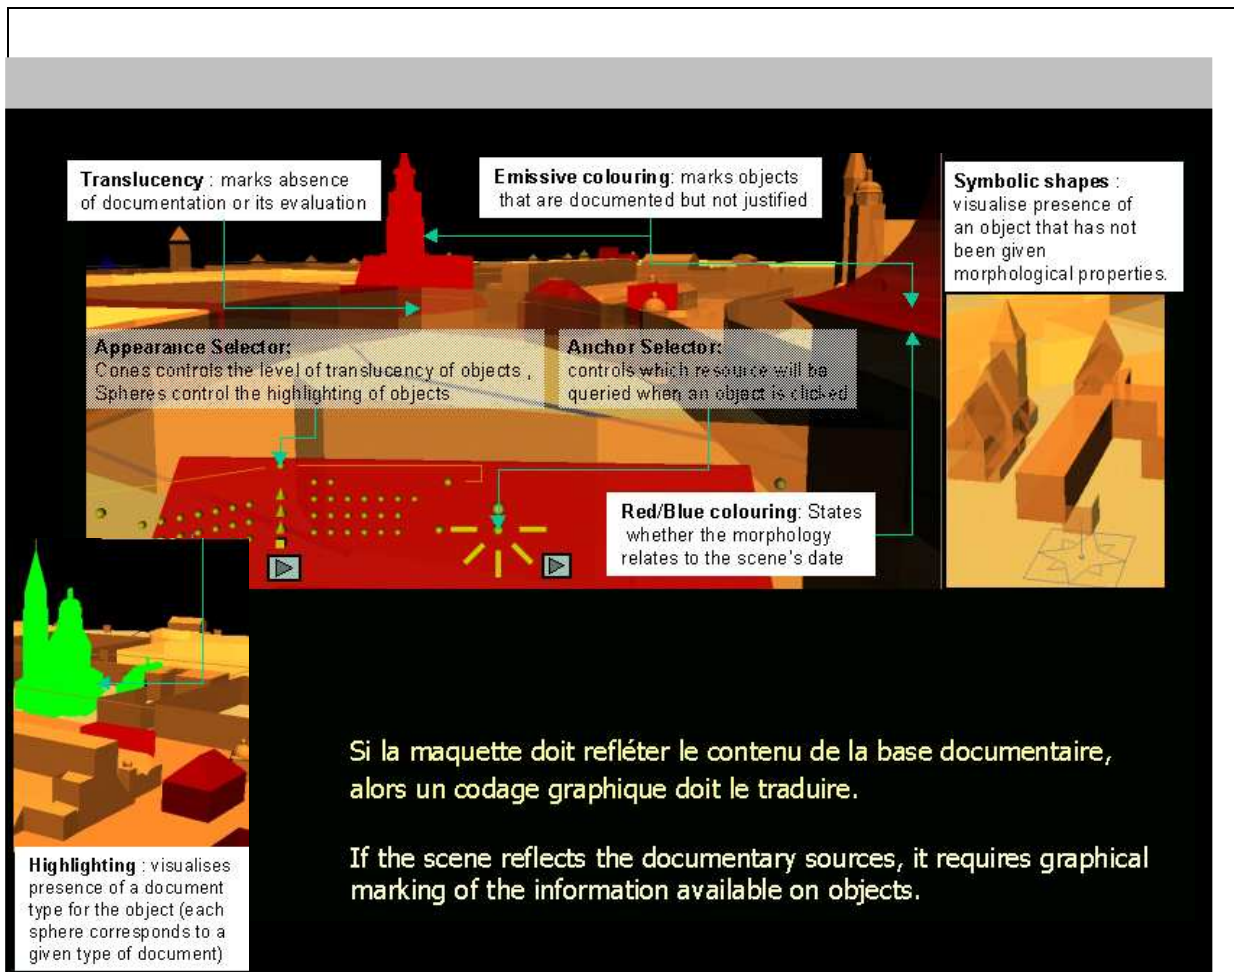 Translucency : marks absence
of documentation or its evaluation
Emissive colouring: marks objects
that are documented but not justified
Symbolic shapes :
visualise presence of
an object that has not
been given
morphological properties.
Appearance Selector:
Cones controls the level of translucency of objects ,
Spheres control the highlighting of objects
Anchor Selector:
controls which resource will be
queried when an object is clicked
Red/Blue colouring: States
whether the morphology
relates to the scene's date
Si la maquette doit refléter le contenu de la base documentaire,
alors un codage graphique doit le traduire.
If the scene reflects the documentary sources, it requires graphical
marking of the information available on objects.
Highlighting : visualises
presence of a document
type for the object (each
sphere corresponds to a
given type of document)